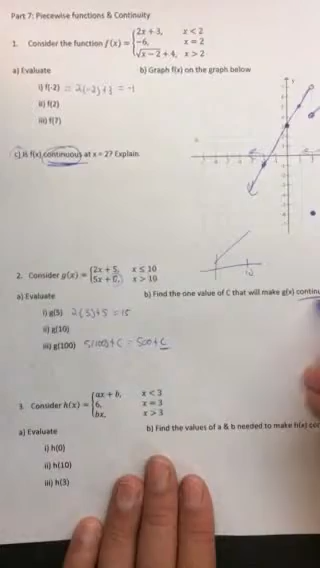 Part 7: Piecewise functions & Continuity
1. Consider the function f(x) = { 2x + 3, x < 2
−6, x = 2
√x − 2 + 4, x > 2
a) Evaluate b) Graph f(x) on the graph below
i) f(-2) = 2(-2)+3 = -1
ii) f(2)
iii) f(7)
c) Is f(x) continuous at x = 2? Explain
10
2. Consider g(x) = { 2x + 5, x ≤ 10
5x + C, x > 10
a) Evaluate b) Find the one value of C that will make g(x)
i) g(5) 2(5)+5 = 15
ii) g(10)
iii) g(100) 5(100)+C = 500+C
3. Consider h(x) = { ax + b, x < 3
6, x = 3
bx, x > 3
a) Evaluate b) Find the values of a & b needed to make h(x)
i) h(0)
ii) h(10)
iii) h(3)